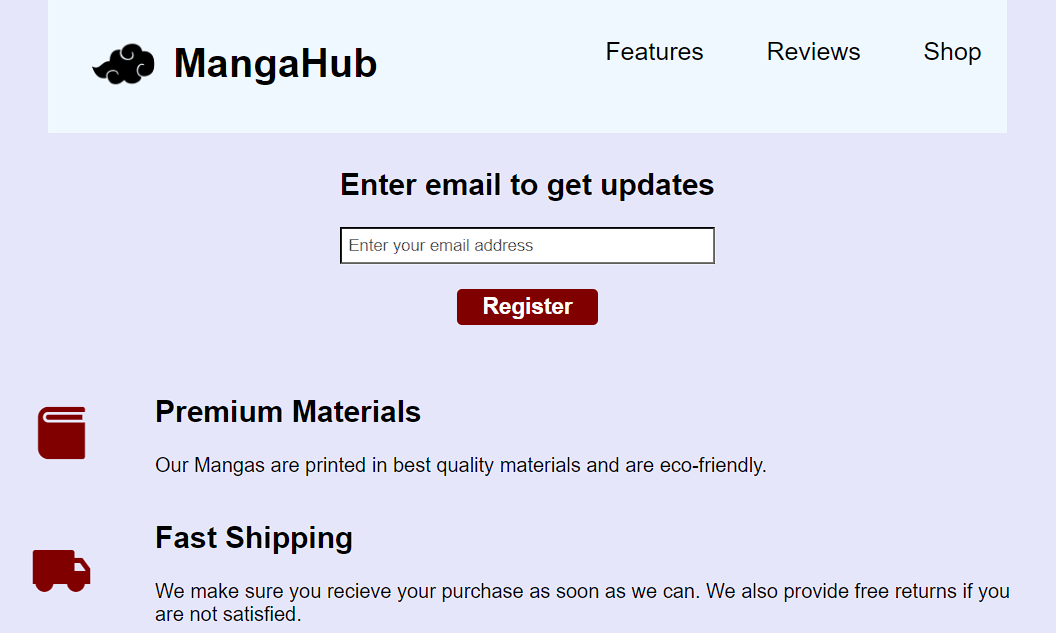 MangaHub
Features
Reviews
Shop
Enter email to get updates
Enter your email address
Register
Premium Materials
Our Mangas are printed in best quality materials and are eco-friendly.
Fast Shipping
We make sure you recieve your purchase as soon as we can. We also provide free returns if you
are not satisfied.